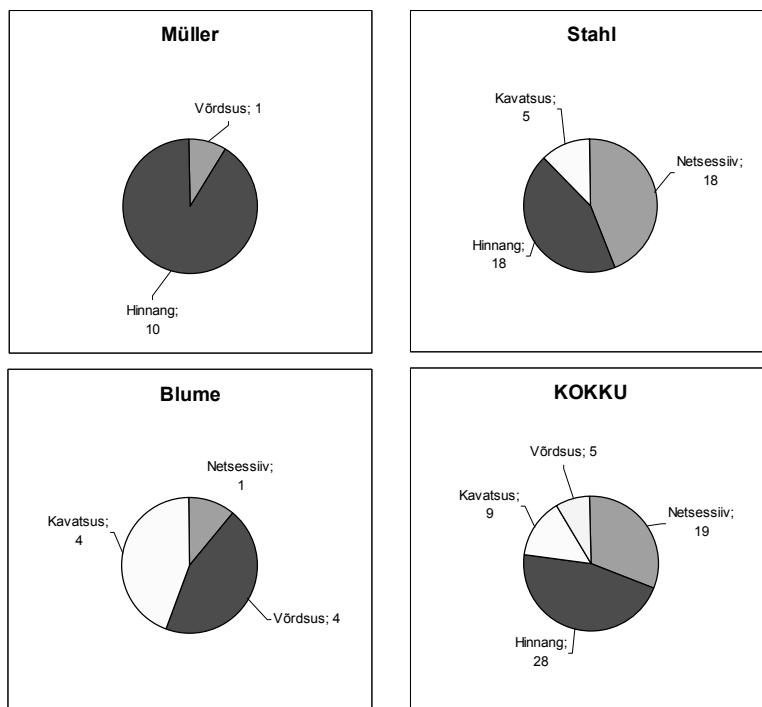 Müller
Võrdsus; 1
Hinnang;
10
Stahl
Kavatsus;
5
Netsessiiv;
18
Hinnang;
18
Blume
Netsessiiv;
1
Kavatsus;
4
Võrdsus; 4
KOKKU
Võrdsus; 5
Kavatsus;
9
Netsessiiv;
19
Hinnang;
28